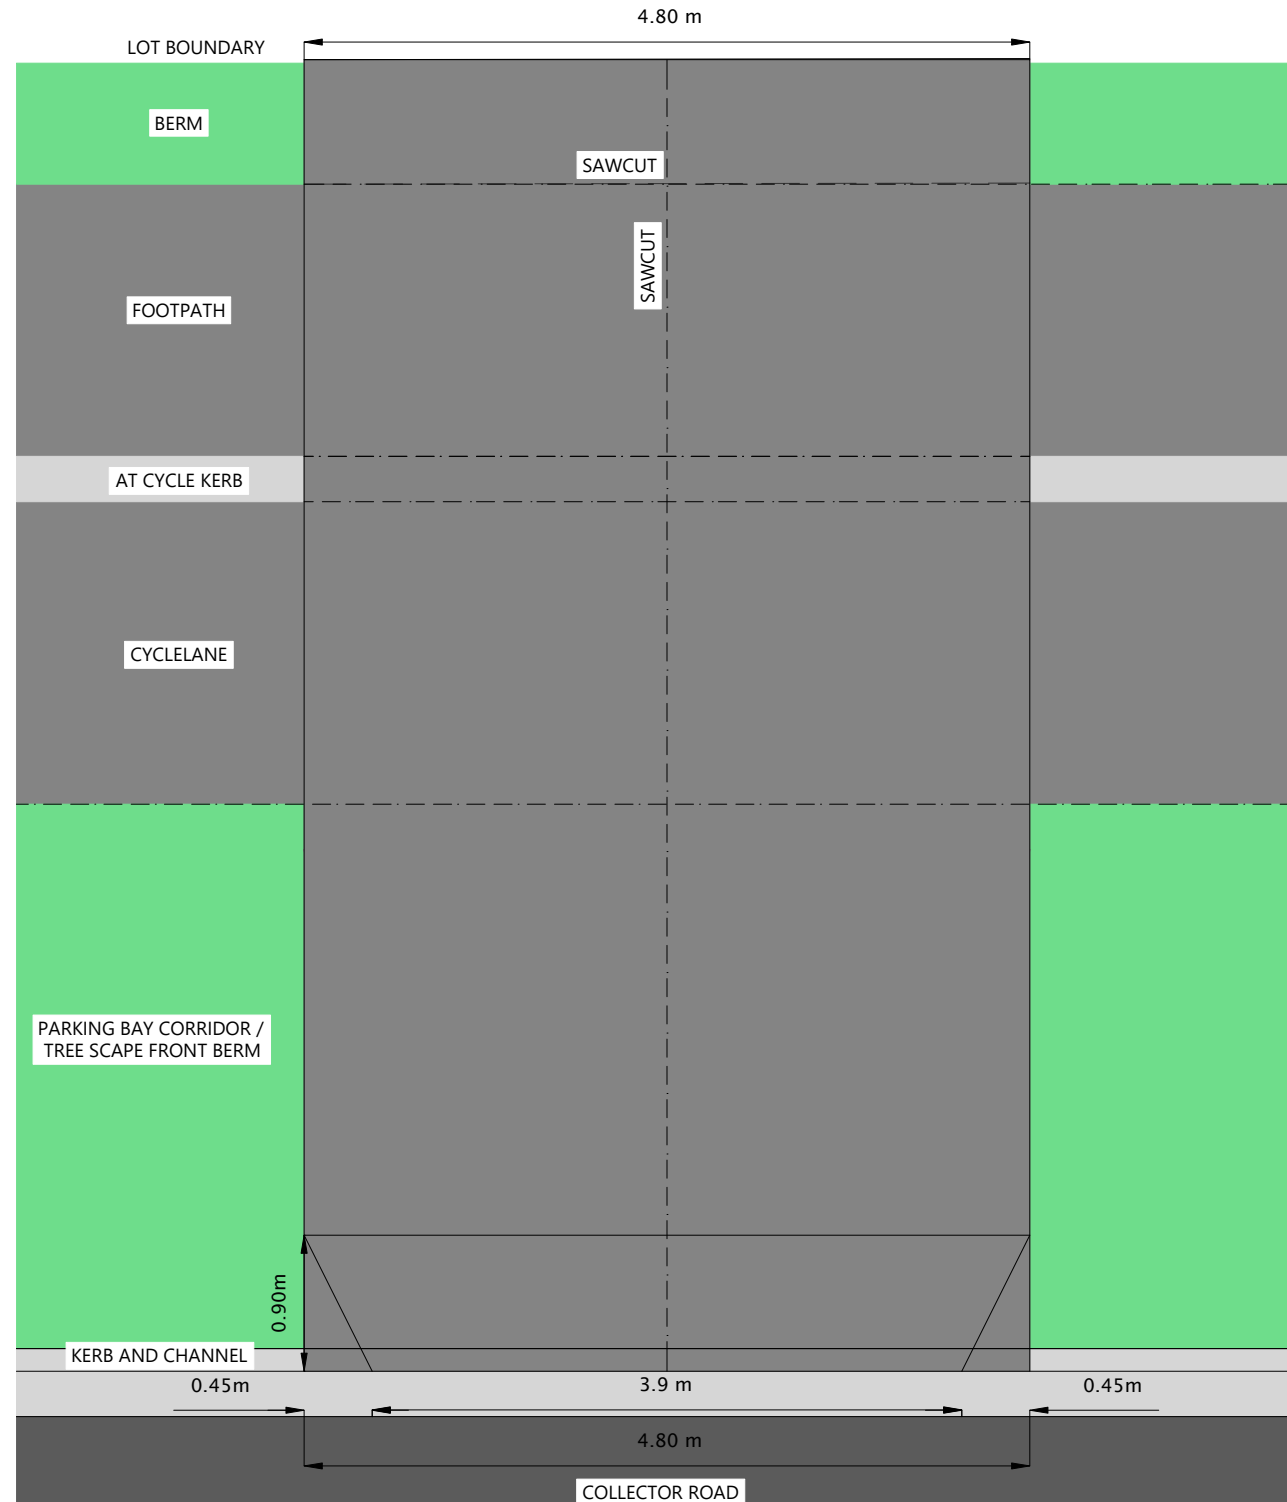 4.80 m
LOT BOUNDARY
BERM
SAWCUT
SAWCUT
FOOTPATH
AT CYCLE KERB
CYCLELANE
PARKING BAY CORRIDOR /
TREE SCAPE FRONT BERM
0.90m
KERB AND CHANNEL
0.45m
3.9 m
0.45m
4.80 m
COLLECTOR ROAD